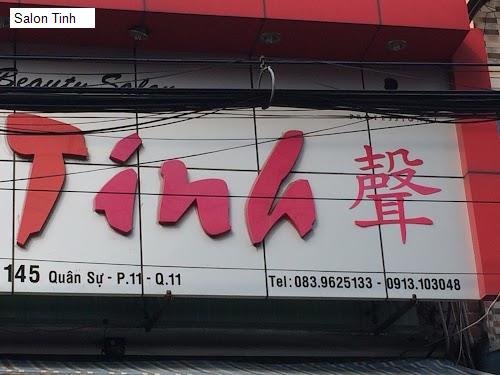 Salon Tinh
Beauty Salon
Tinh 聲
145 Quân Sự - P.11 - Q.11
Tel: 083.9625133 - 0913.103048